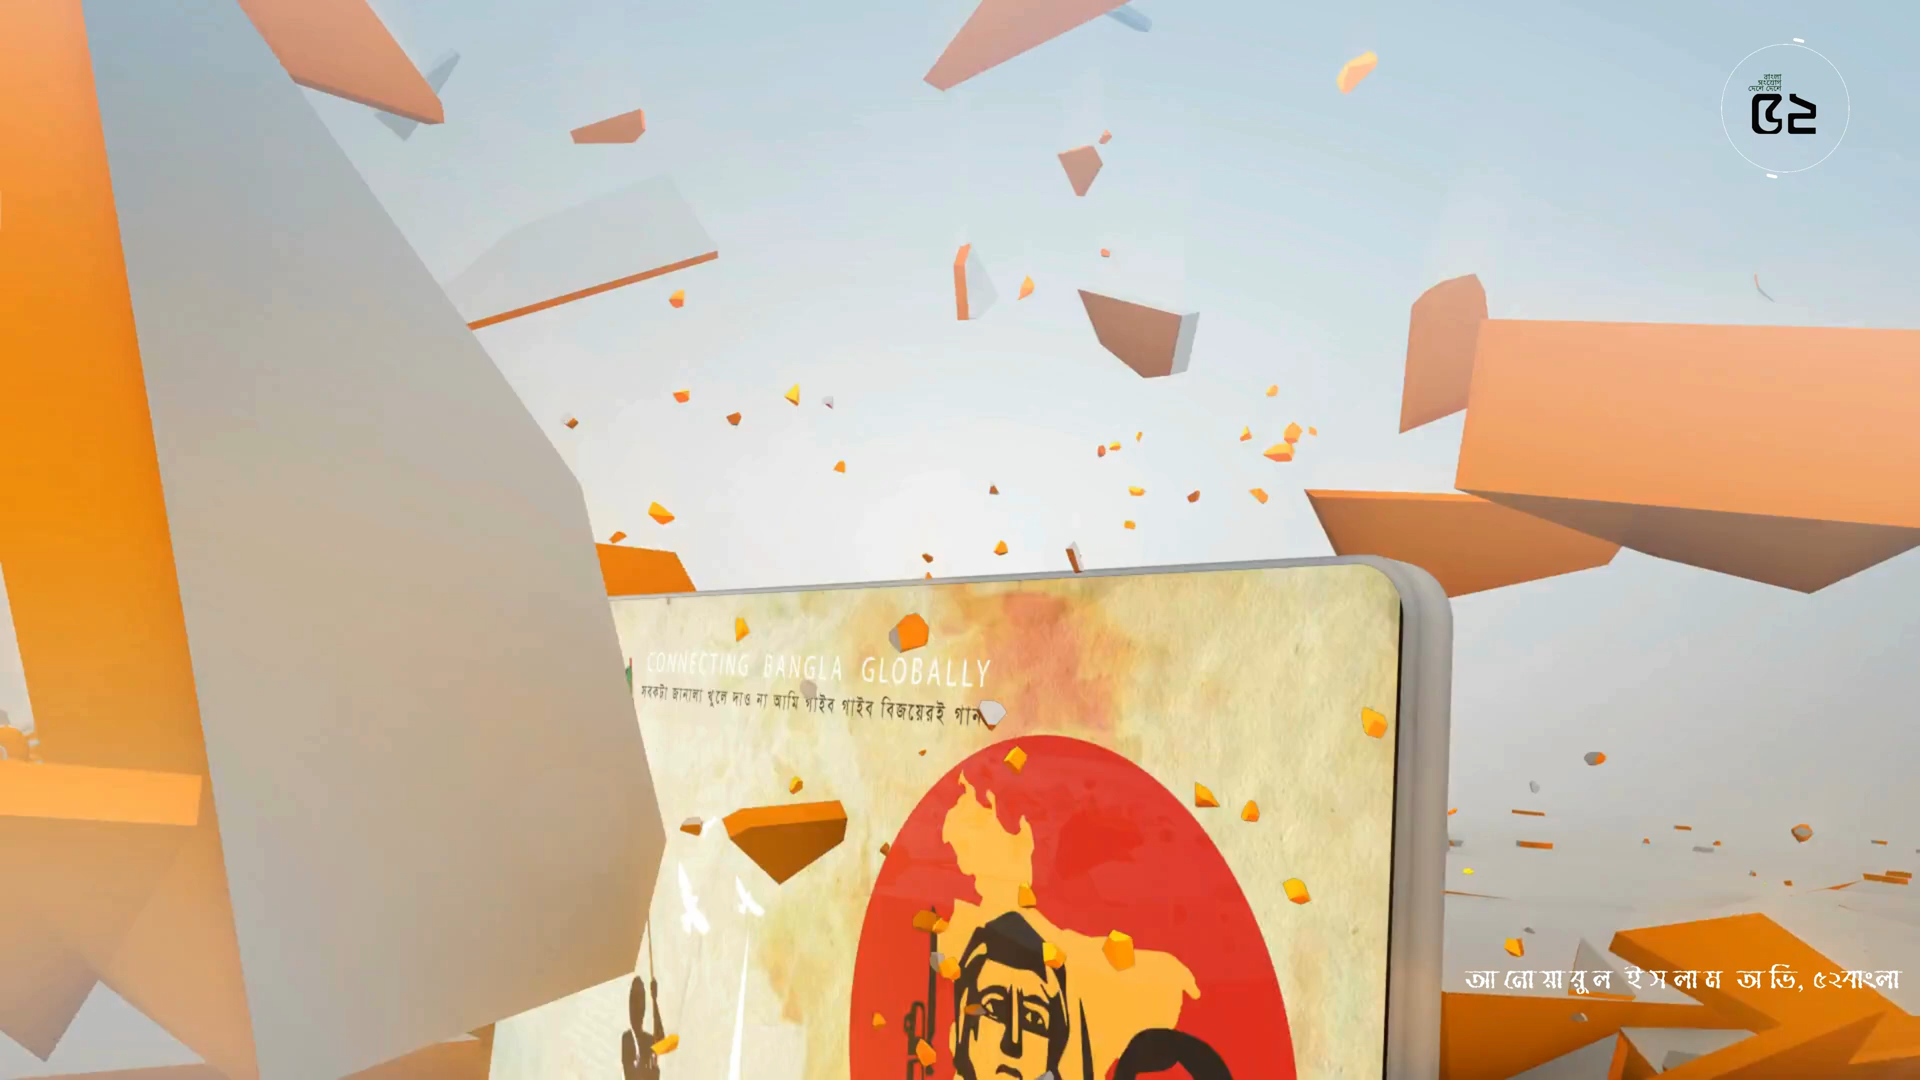 বাংলা
সংযোগ
দেশে দেশে
৫২
CONNECTING BANGLA GLOBALLY
সবকটা জানালা খুলে দাও না আমি গাইব গাইব বিজয়েরই গান
আনোয়ারুল ইসলাম অভি, ৫২বাংলা